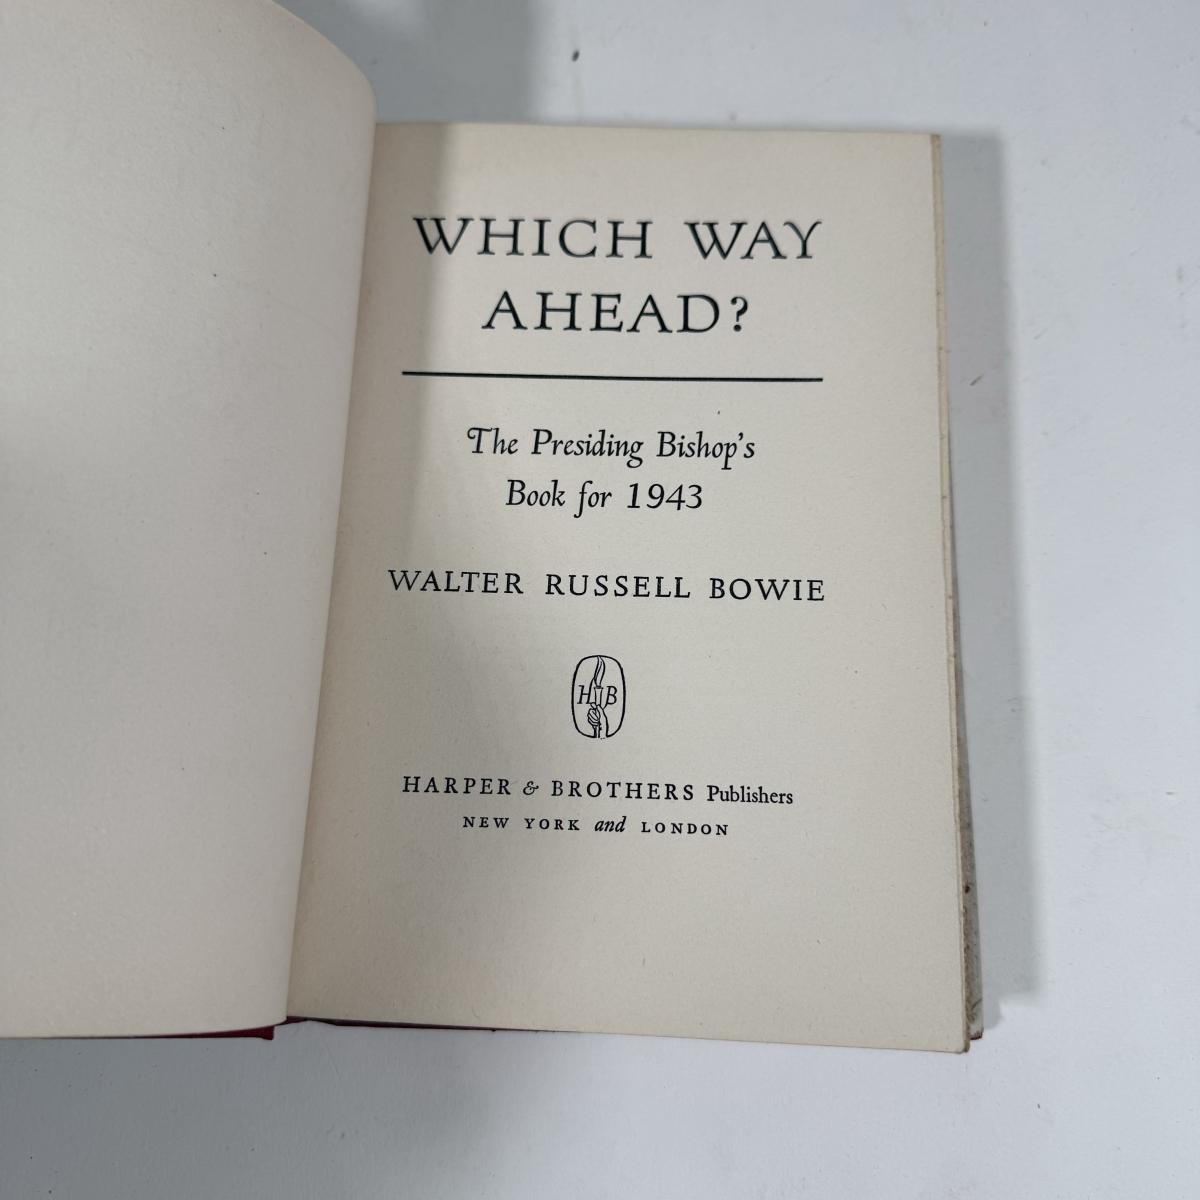 WHICH WAY
AHEAD?
The Presiding Bishop's
Book for 1943
WALTER RUSSELL BOWIE
H B
HARPER & BROTHERS Publishers
NEW YORK and LONDON